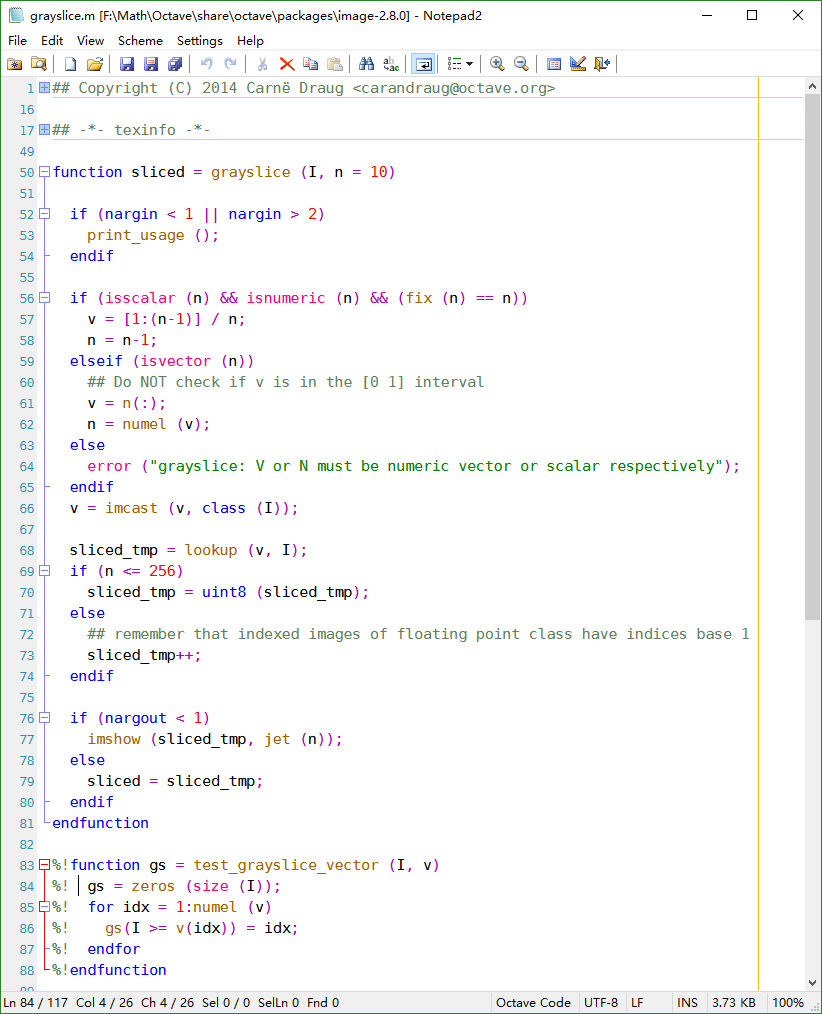 grayslice.m [F:\Math\Octave\share\octave\packages\image-2.8.0] - Notepad2
File Edit View Scheme Settings Help
1 ## Copyright (C) 2014 Carnë Draug <carandraug@octave.org>
16
17 ## -*- texinfo -*-
49
50 function sliced = grayslice (I, n = 10)
51
52 if (nargin < 1 || nargin > 2)
53 print_usage ();
54 endif
55
56 if (isscalar (n) && isnumeric (n) && (fix (n) == n))
57 v = [1:(n-1)] / n;
58 n = n-1;
59 elseif (isvector (n))
60 ## Do NOT check if v is in the [0 1] interval
61 v = n(:);
62 n = numel (v);
63 else
64 error ("grayslice: V or N must be numeric vector or scalar respectively");
65 endif
66 v = imcast (v, class (I));
67
68 sliced_tmp = lookup (v, I);
69 if (n <= 256)
70 sliced_tmp = uint8 (sliced_tmp);
71 else
72 ## remember that indexed images of floating point class have indices base 1
73 sliced_tmp++;
74 endif
75
76 if (nargout < 1)
77 imshow (sliced_tmp, jet (n));
78 else
79 sliced = sliced_tmp;
80 endif
81 endfunction
82
83 %!function gs = test_grayslice_vector (I, v)
84 %! gs = zeros (size (I));
85 %! for idx = 1:numel (v)
86 %! gs(I >= v(idx)) = idx;
87 %! endfor
88 %!endfunction
Ln 84 / 117 Col 4 / 26 Ch 4 / 26 Sel 0 / 0 SelLn 0 Fnd 0 Octave Code UTF-8 LF INS 3.73 KB 100%